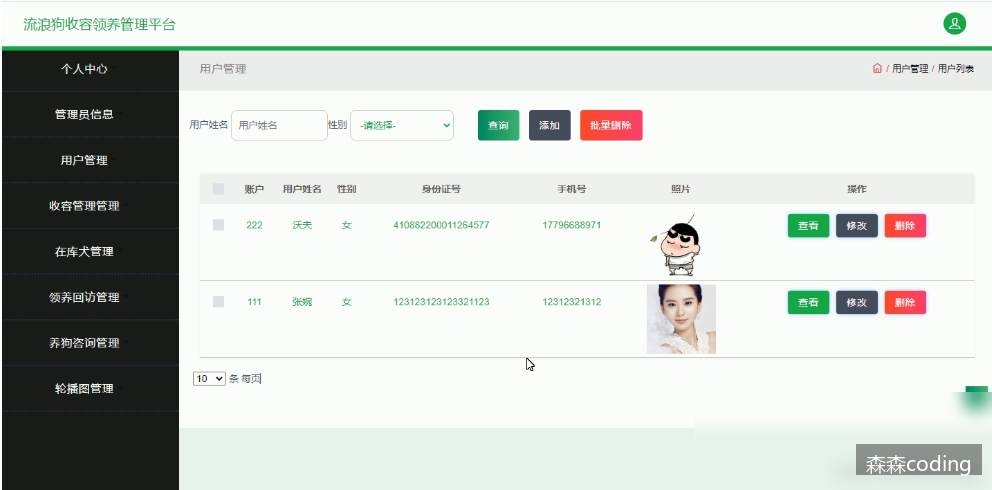 流浪狗收容领养管理平台
个人中心
管理员信息
用户管理
收容管理管理
在库犬管理
领养回访管理
养狗咨询管理
轮播图管理
用户管理
/ 用户管理 / 用户列表
用户姓名 用户姓名 性别 -请选择- 查询 添加 批量删除
账户 用户姓名 性别 身份证号 手机号 照片 操作
222 沃夫 女 410882200011264577 17796688971 查看 修改 删除
111 张婉 女 123123123123321123 12312321312 查看 修改 删除
10 条 每页
森森coding